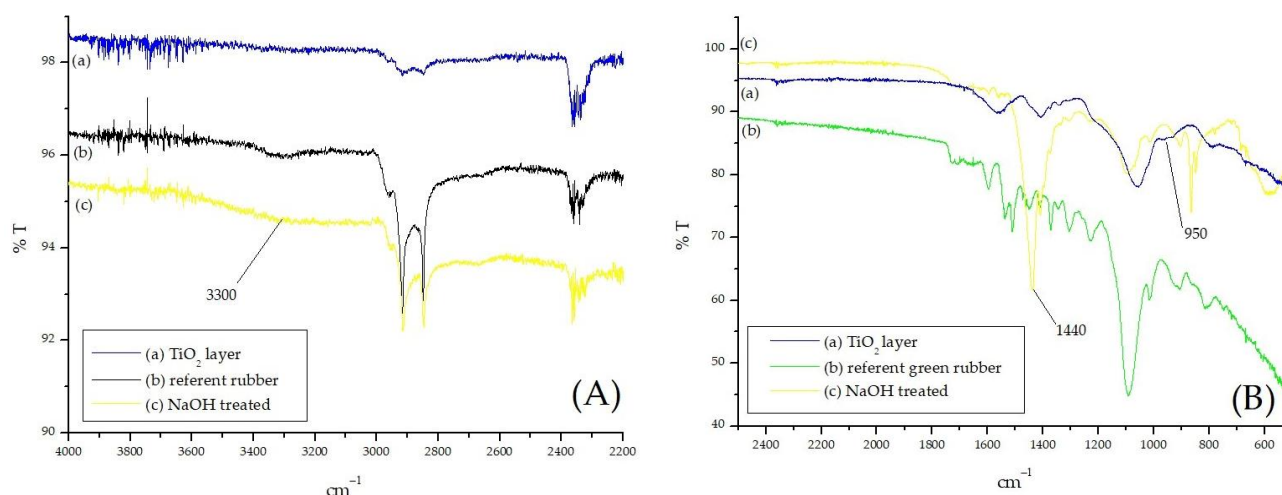 98
96
94
92
90
% T
(a)
(b)
(c)
3300
(a) TiO₂ layer
(b) referent rubber
(c) NaOH treated
(A)
4000 3800 3600 3400 3200 3000 2800 2600 2400 2200
cm⁻¹
100
90
80
70
60
50
40
% T
(c)
(a)
(b)
950
1440
(a) TiO₂ layer
(b) referent green rubber
(c) NaOH treated
(B)
2400 2200 2000 1800 1600 1400 1200 1000 800 600
cm⁻¹